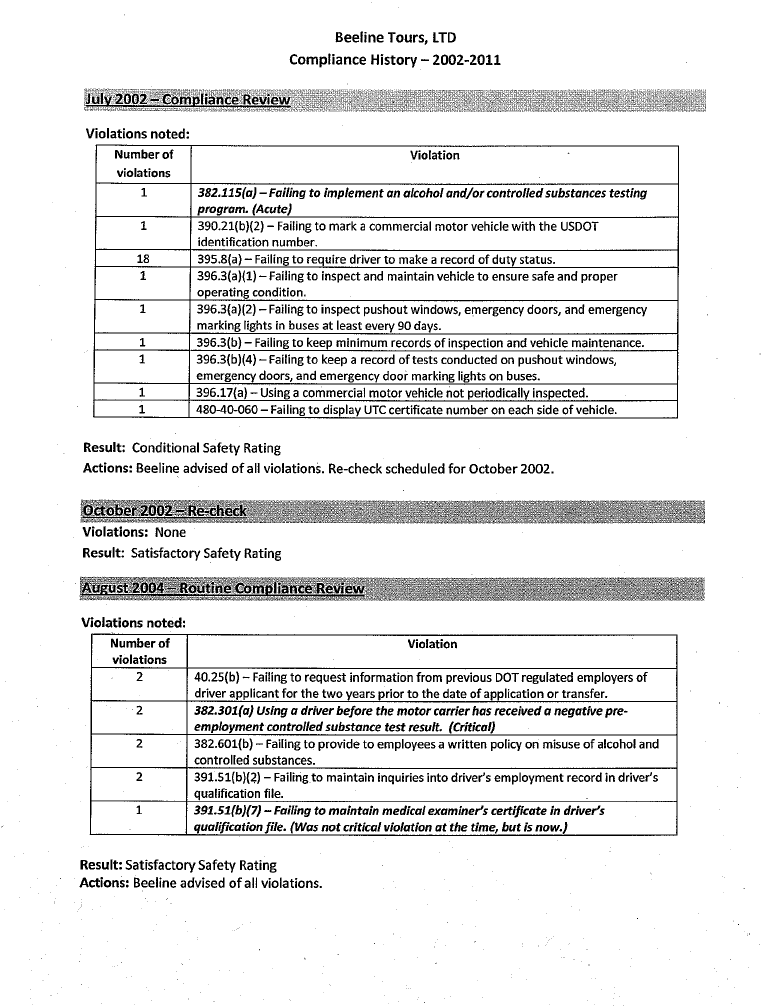 Beeline Tours, LTD
Compliance History – 2002-2011
July 2002 – Compliance Review
Violations noted:
Number of violations
Violation
1
382.115(a) – Failing to implement an alcohol and/or controlled substances testing
program. (Acute)
1
390.21(b)(2) – Failing to mark a commercial motor vehicle with the USDOT
identification number.
18
395.8(a) – Failing to require driver to make a record of duty status.
1
396.3(a)(1) – Failing to inspect and maintain vehicle to ensure safe and proper
operating condition.
1
396.3(a)(2) – Failing to inspect pushout windows, emergency doors, and emergency
marking lights in buses at least every 90 days.
1
396.3(b) – Failing to keep minimum records of inspection and vehicle maintenance.
1
396.3(b)(4) – Failing to keep a record of tests conducted on pushout windows,
emergency doors, and emergency door marking lights on buses.
1
396.17(a) – Using a commercial motor vehicle not periodically inspected.
1
480-40-060 – Failing to display UTC certificate number on each side of vehicle.
Result: Conditional Safety Rating
Actions: Beeline advised of all violations. Re-check scheduled for October 2002.
October 2002 – Re-check
Violations: None
Result: Satisfactory Safety Rating
August 2004 – Routine Compliance Review
Violations noted:
Number of violations
Violation
2
40.25(b) – Failing to request information from previous DOT regulated employers of
driver applicant for the two years prior to the date of application or transfer.
2
382.301(a) Using a driver before the motor carrier has received a negative pre-
employment controlled substance test result. (Critical)
2
382.601(b) – Failing to provide to employees a written policy on misuse of alcohol and
controlled substances.
2
391.51(b)(2) – Failing to maintain inquiries into driver's employment record in driver's
qualification file.
1
391.51(b)(7) – Failing to maintain medical examiner's certificate in driver's
qualification file. (Was not critical violation at the time, but is now.)
Result: Satisfactory Safety Rating
Actions: Beeline advised of all violations.